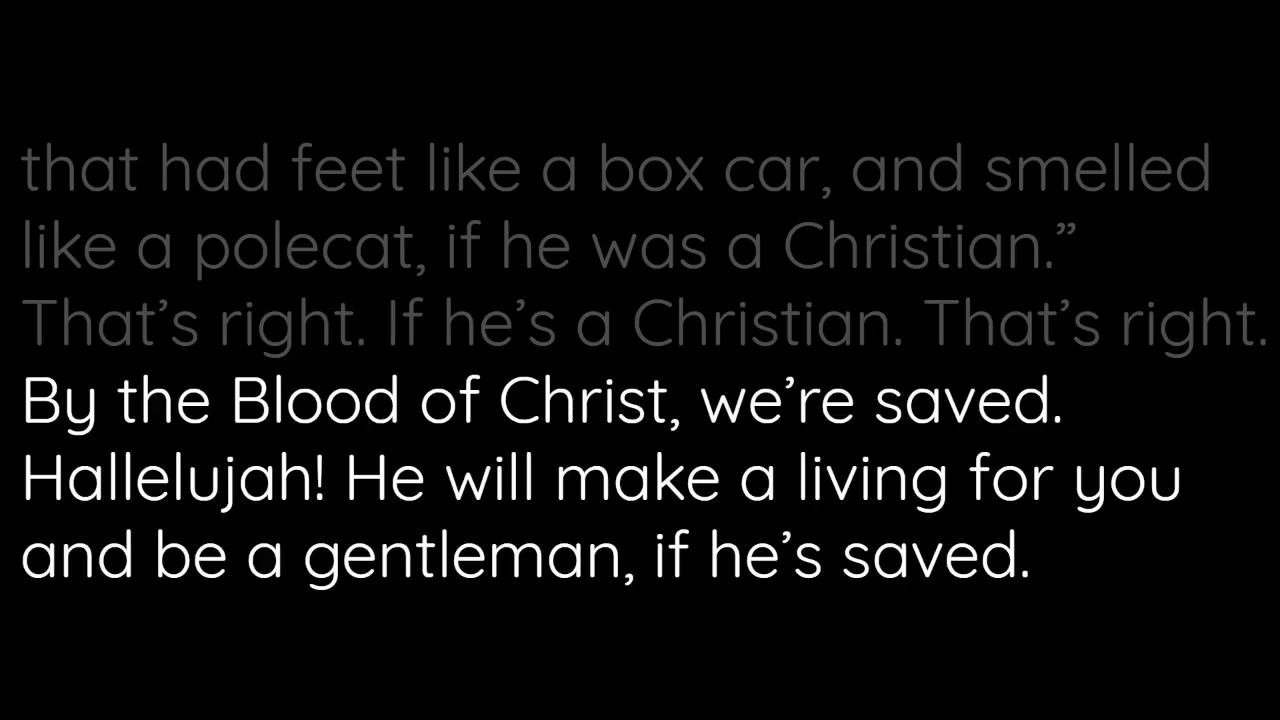 that had feet like a box car, and smelled
like a polecat, if he was a Christian.”
That’s right. If he’s a Christian. That’s right.
By the Blood of Christ, we’re saved.
Hallelujah! He will make a living for you
and be a gentleman, if he’s saved.